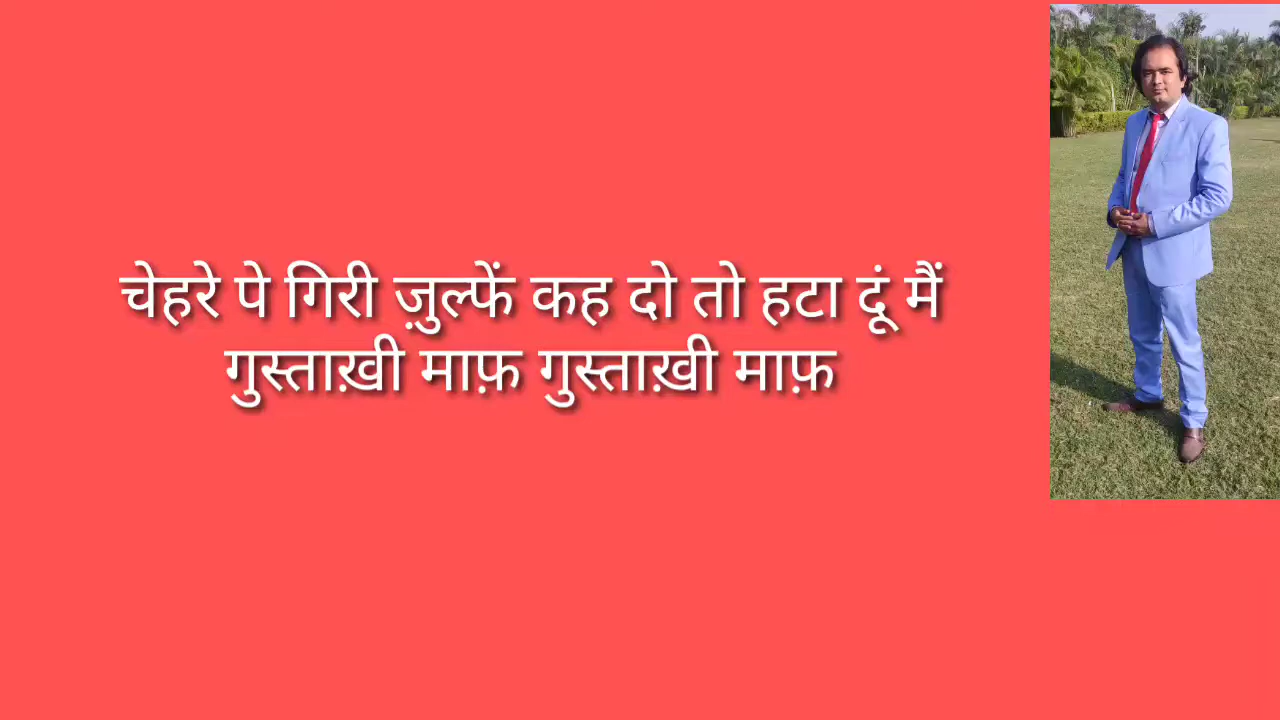 चेहरे पे गिरी ज़ुल्फें कह दो तो हटा दूं मैं
गुस्ताख़ी माफ़ गुस्ताख़ी माफ़